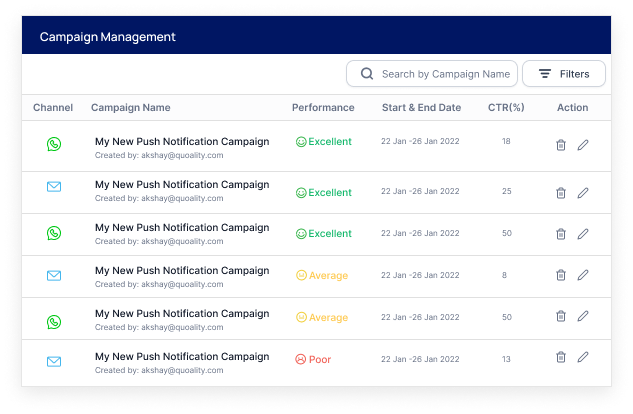 Campaign Management
Search by Campaign Name
Filters
Channel Campaign Name Performance Start & End Date CTR(%) Action
My New Push Notification Campaign Excellent 22 Jan -26 Jan 2022 18
Created by: akshay@quoality.com
My New Push Notification Campaign Excellent 22 Jan -26 Jan 2022 25
Created by: akshay@quoality.com
My New Push Notification Campaign Excellent 22 Jan -26 Jan 2022 50
Created by: akshay@quoality.com
My New Push Notification Campaign Average 22 Jan -26 Jan 2022 8
Created by: akshay@quoality.com
My New Push Notification Campaign Average 22 Jan -26 Jan 2022 50
Created by: akshay@quoality.com
My New Push Notification Campaign Poor 22 Jan -26 Jan 2022 13
Created by: akshay@quoality.com